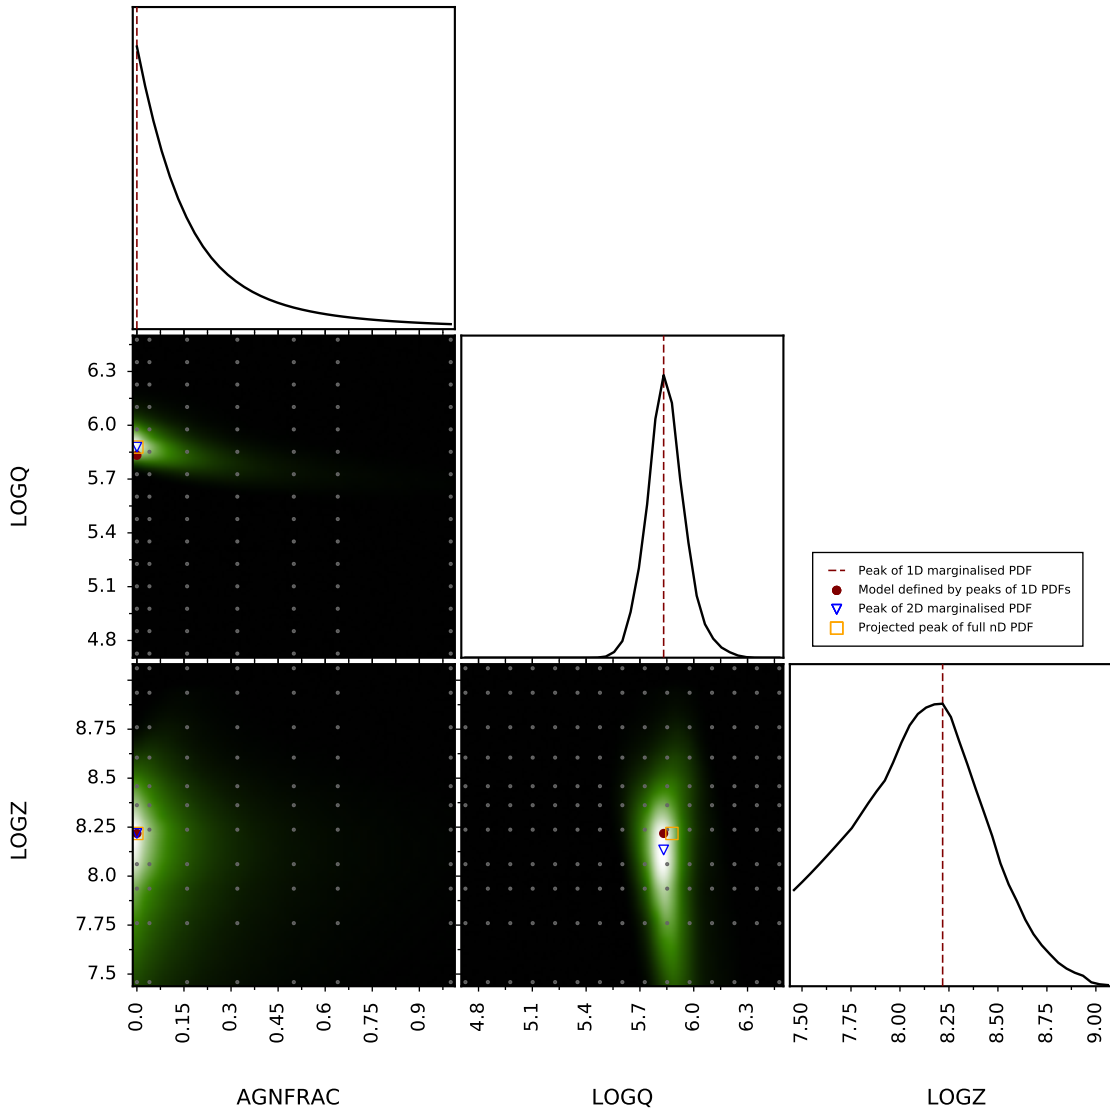 LOGQ
6.3
6.0
5.7
5.4
5.1
4.8
Peak of 1D marginalised PDF
Model defined by peaks of 1D PDFs
Peak of 2D marginalised PDF
Projected peak of full nD PDF
LOGZ
8.75
8.5
8.25
8.0
7.75
7.5
0.0 0.15 0.3 0.45 0.6 0.75 0.9
4.8 5.1 5.4 5.7 6.0 6.3
7.50 7.75 8.00 8.25 8.50 8.75 9.00
AGNFRAC LOGQ LOGZ